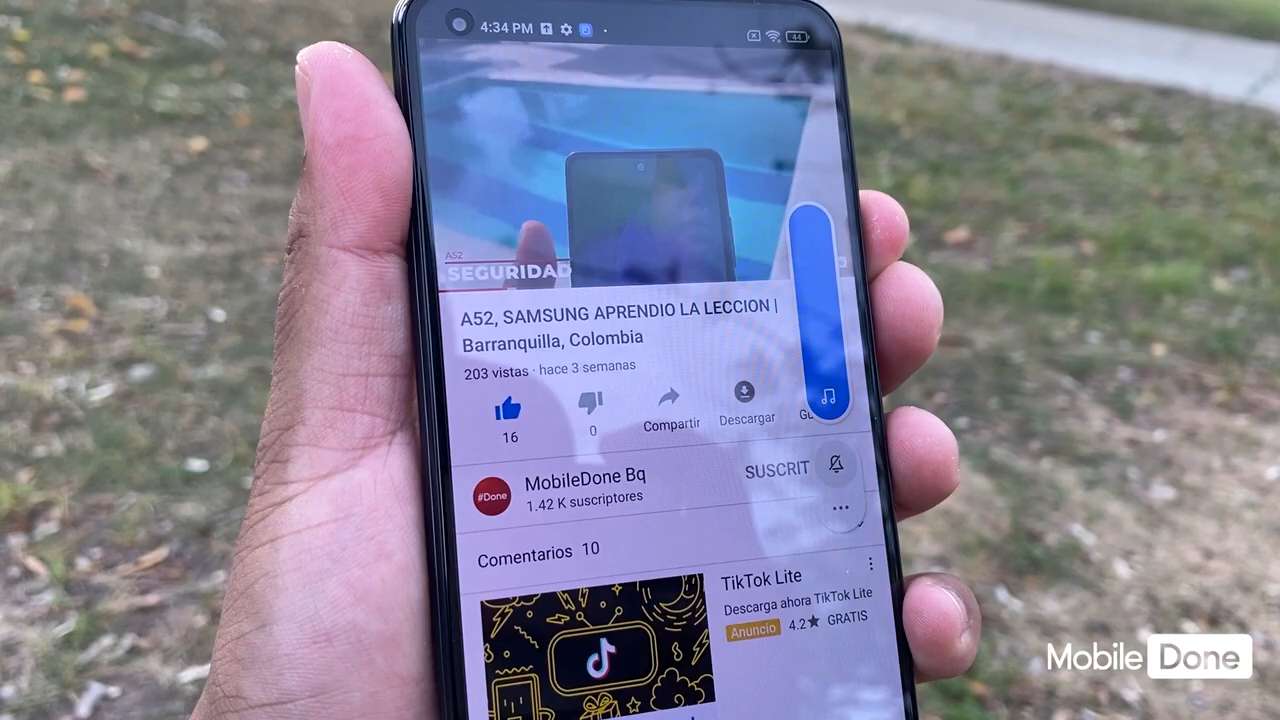 4:34 PM
44
A52
SEGURIDAD
A52, SAMSUNG APRENDIO LA LECCION |
Barranquilla, Colombia
203 vistas · hace 3 semanas
16
0
Compartir
Descargar
Gu
#Done
MobileDone Bq
SUSCRIT
1.42 K suscriptores
Comentarios 10
TikTok Lite
Descarga ahora TikTok Lite
Anuncio 4.2★ GRATIS
Mobile Done